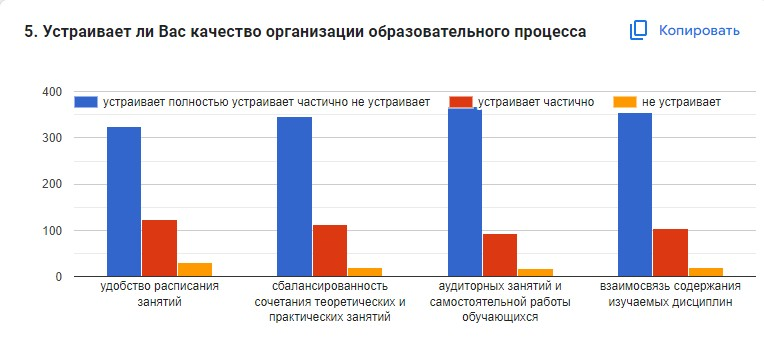 5. Устраивает ли Вас качество организации образовательного процесса
Копировать
400
устраивает полностью устраивает частично не устраивает
устраивает частично
не устраивает
300
200
100
0
удобство расписания
занятий
сбалансированность
сочетания теоретических и
практических занятий
аудиторных занятий и
самостоятельной работы
обучающихся
взаимосвязь содержания
изучаемых дисциплин